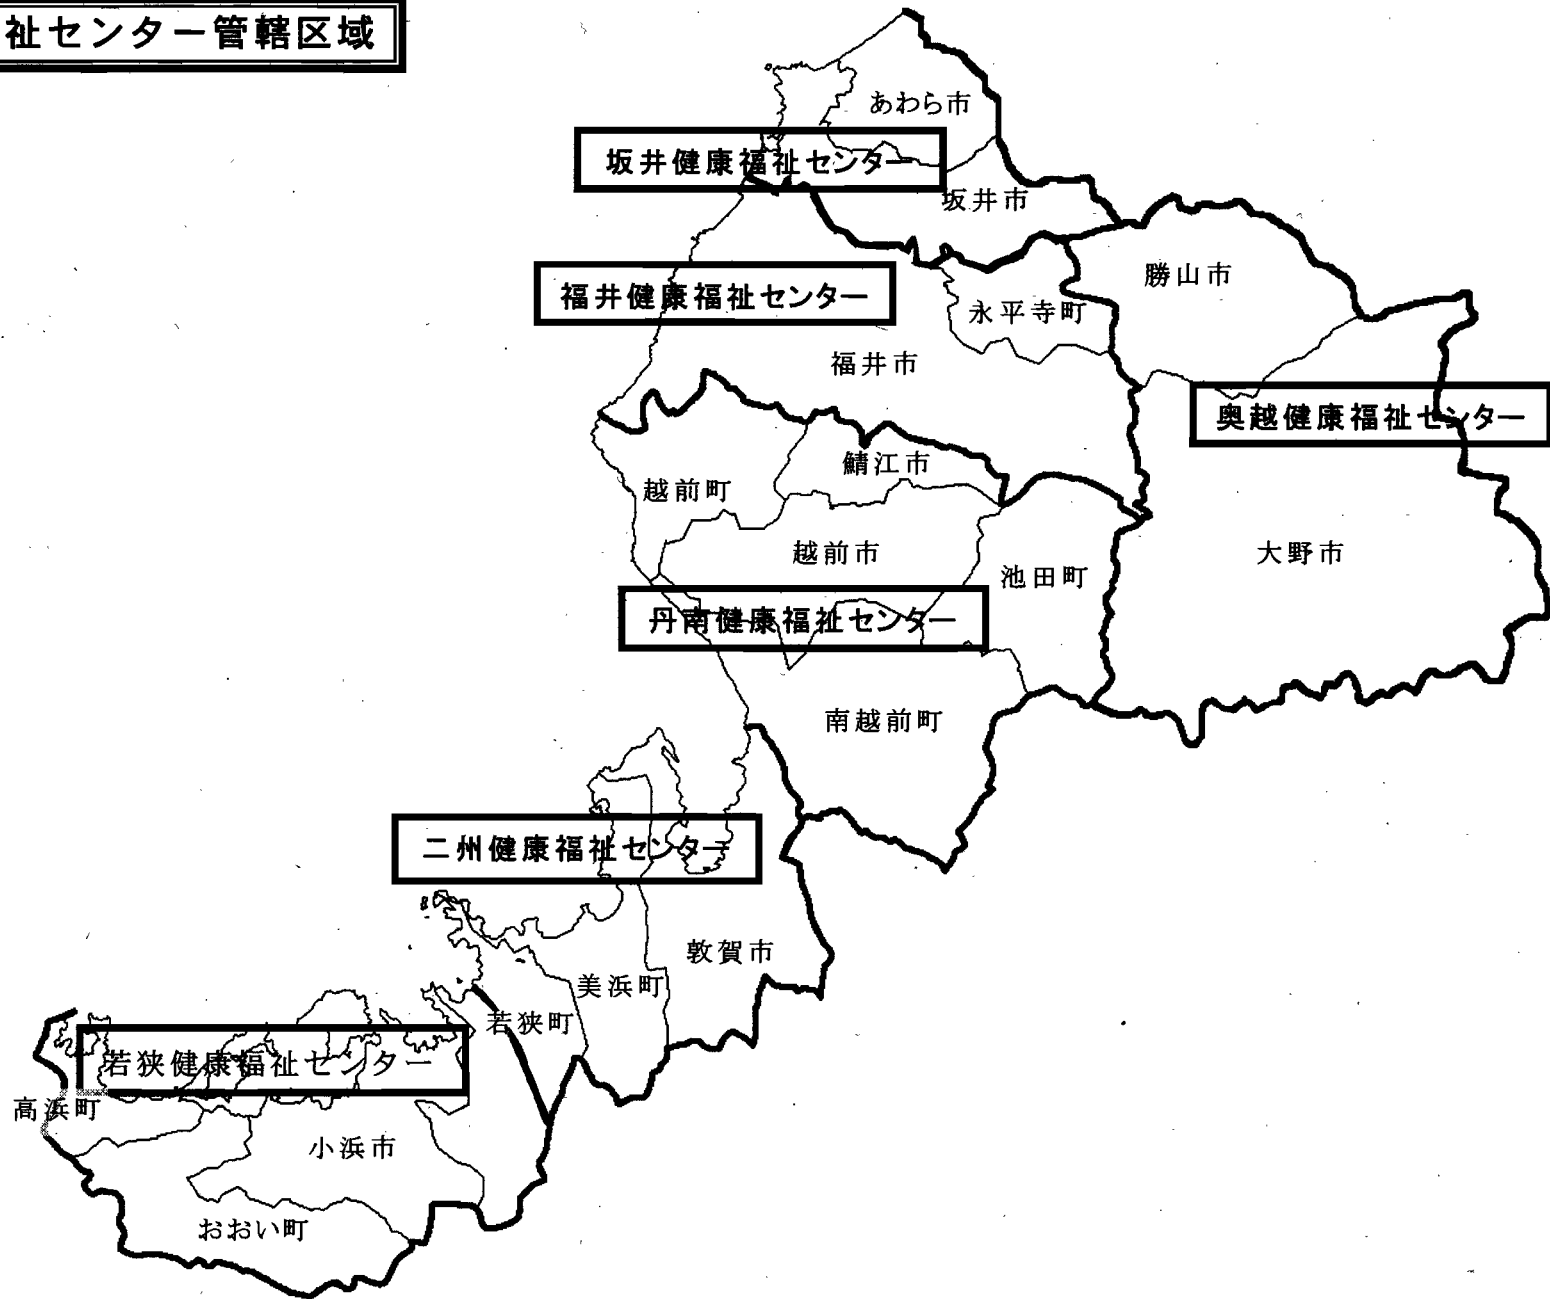 祉センター管轄区域
あわら市
坂井健康福祉センター
坂井市
福井健康福祉センター
勝山市
永平寺町
福井市
奥越健康福祉センター
鯖江市
越前町
越前市
大野市
池田町
丹南健康福祉センター
南越前町
二州健康福祉センター
敦賀市
美浜町
若狭町
若狭健康福祉センター
高浜町
小浜市
おおい町